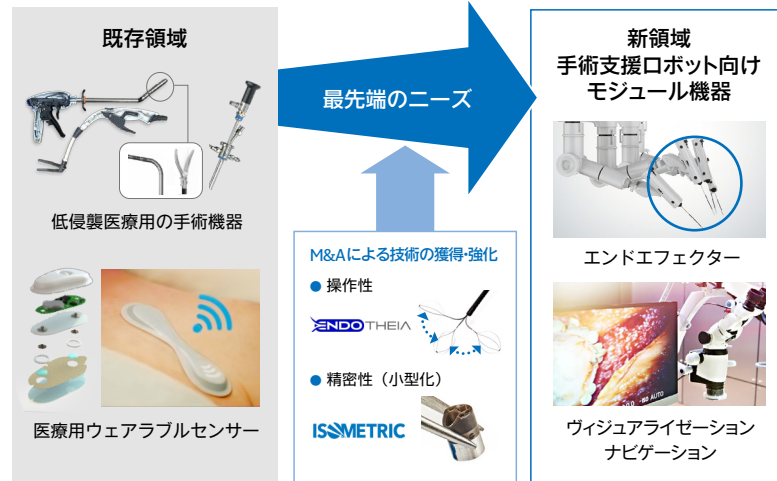 既存領域
低侵襲医療用の手術機器
医療用ウェアラブルセンサー
最先端のニーズ
M&Aによる技術の獲得・強化
● 操作性
ENDOTHEIA
● 精密性（小型化）
ISOMETRIC
新領域
手術支援ロボット向け
モジュール機器
エンドエフェクター
-80 AUTO
ヴィジュアライゼーション
ナビゲーション